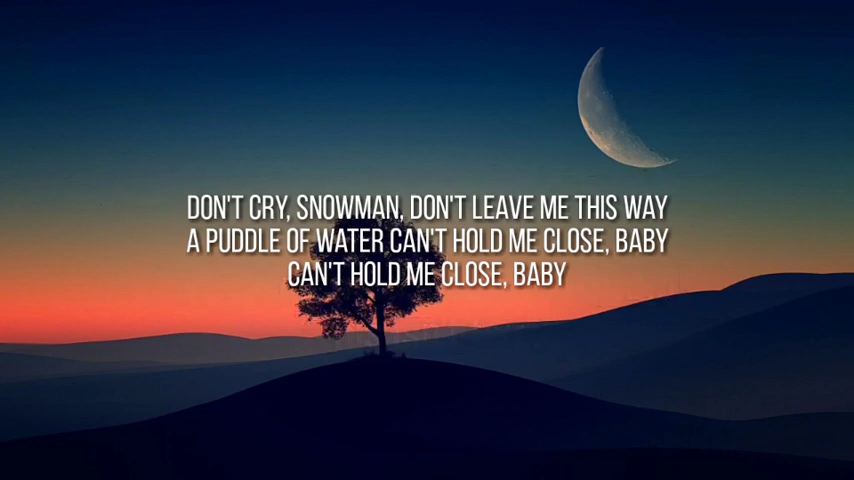 DON'T CRY, SNOWMAN, DON'T LEAVE ME THIS WAY
A PUDDLE OF WATER CAN'T HOLD ME CLOSE, BABY
CAN'T HOLD ME CLOSE, BABY